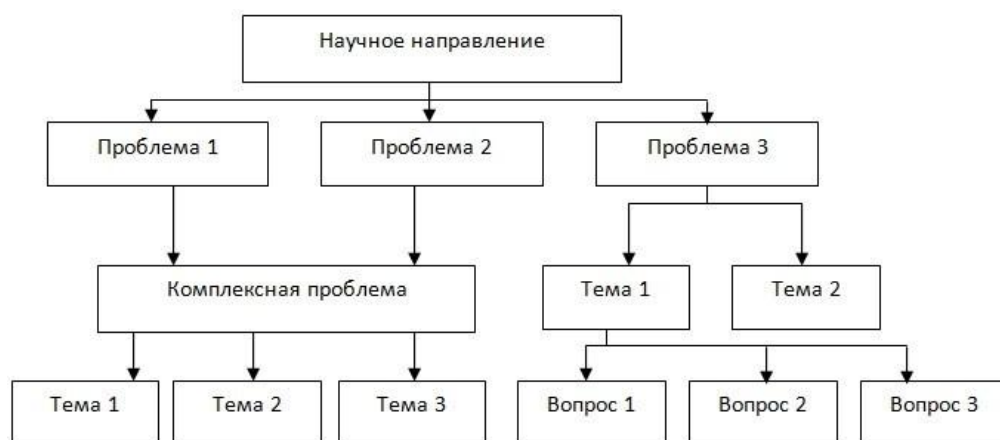 Научное направление
Проблема 1
Проблема 2
Проблема 3
Комплексная проблема
Тема 1
Тема 2
Тема 1
Тема 2
Тема 3
Вопрос 1
Вопрос 2
Вопрос 3